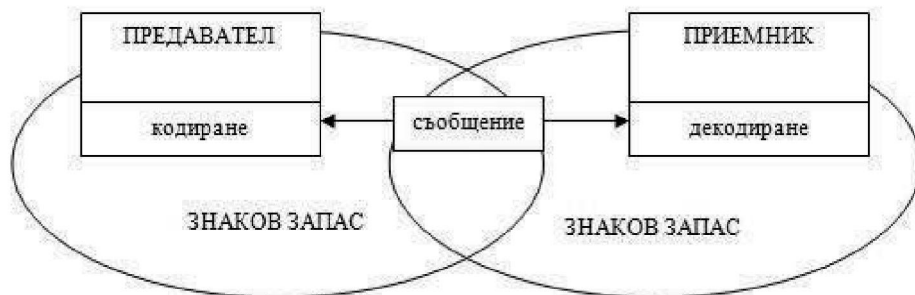 ПРЕДАВАТЕЛ
ПРИЕМНИК
кодиране
съобщение
декодиране
ЗНАКОВ ЗАПАС
ЗНАКОВ ЗАПАС